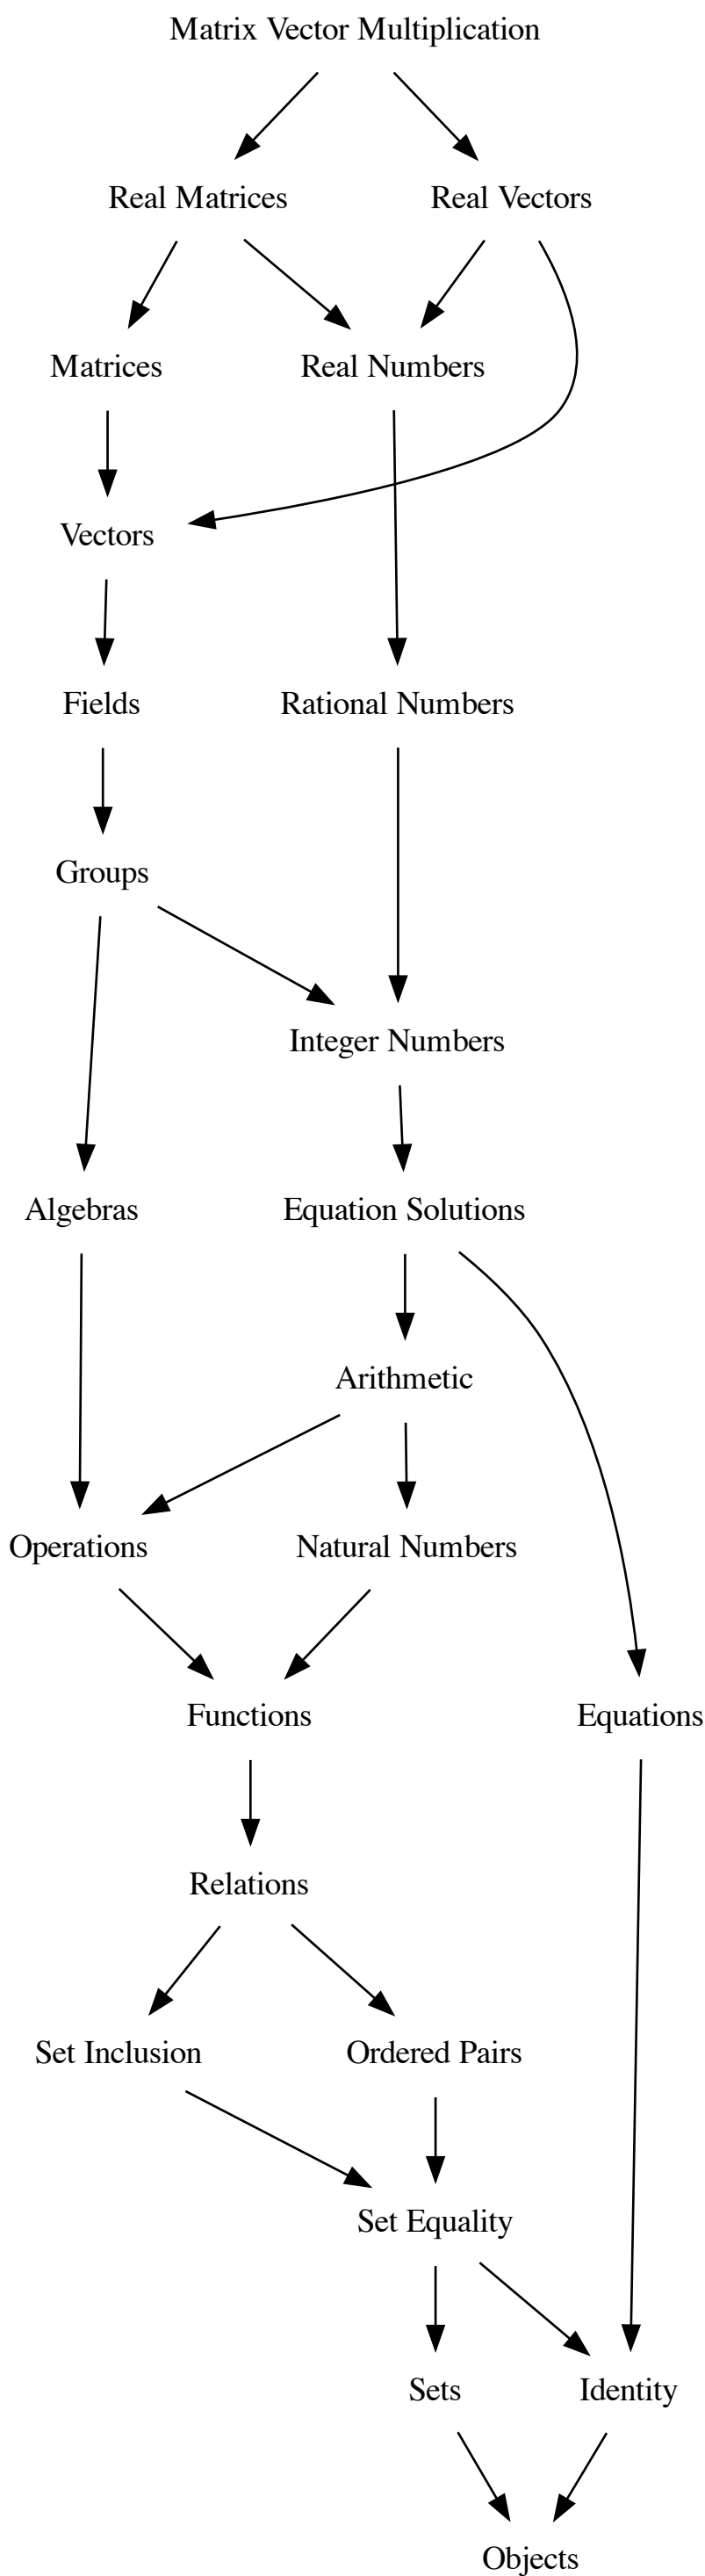 Matrix Vector Multiplication
Real Matrices
Real Vectors
Matrices
Real Numbers
Vectors
Fields
Rational Numbers
Groups
Integer Numbers
Algebras
Equation Solutions
Arithmetic
Operations
Natural Numbers
Functions
Equations
Relations
Set Inclusion
Ordered Pairs
Set Equality
Sets
Identity
Objects